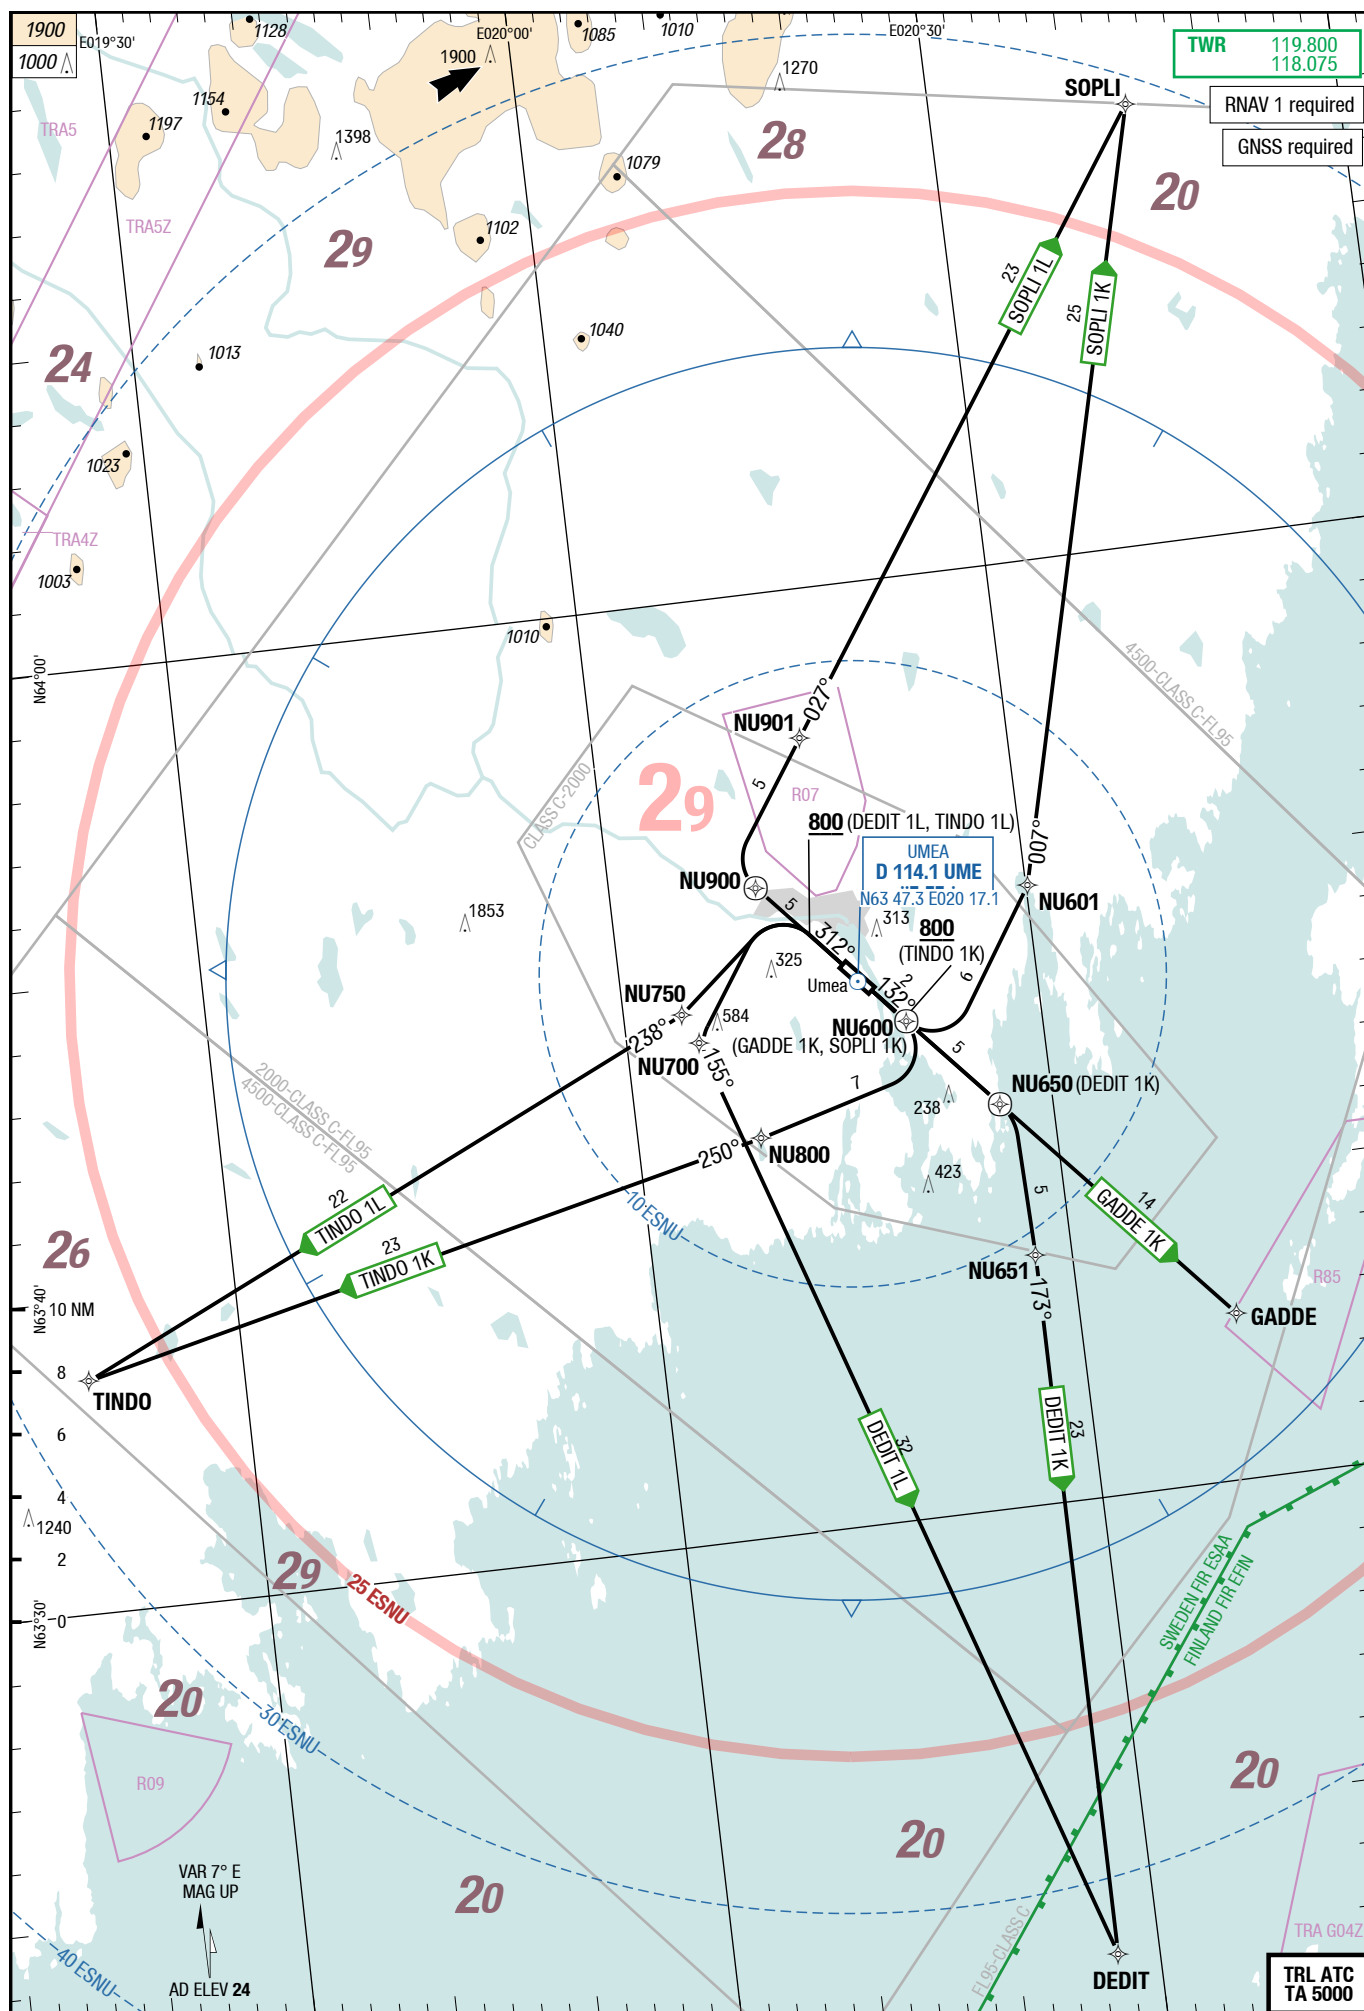 1900
1000
E019°30'
1128
1900
E020°00'
1085
1010
E020°30'
TWR 119.800
118.075
1270
SOPLI
RNAV 1 required
GNSS required
TRA5
1154
1197
1398
28
1079
20
TRA5Z
29
1102
23
SOPLI 1L
25
SOPLI 1K
1040
24
1013
1023
TRA4Z
1003
1010
N64°00'
4500-CLASS C-FL95
027°
NU901
5
R07
29
CLASS C-2000
800 (DEDIT 1L, TINDO 1L)
007°
UMEA
D 114.1 UME
N63 47.3 E020 17.1
NU900
5
NU601
1853
313
800
(TINDO 1K)
312°
325
Umea
2
132°
6
NU750
584
NU600
(GADDE 1K, SOPLI 1K)
238°
NU700
155°
5
7
NU650 (DEDIT 1K)
238
2000-CLASS C-FL95
4500-CLASS C-FL95
250°
NU800
423
5
10 ESNU
22
TINDO 1L
14
GADDE 1K
23
TINDO 1K
26
NU651
173°
R85
N63°40'
10 NM
GADDE
8
TINDO
6
DEDIT 1K
23
DEDIT 1L
32
4
1240
2
29
25 ESNU
SWEDEN FIR ESAA
FINLAND FIR EFIN
N63°30'
0
20
30 ESNU
R09
20
20
20
VAR 7° E
MAG UP
AD ELEV 24
40 ESNU
FL95-CLASS C
TRA G04Z
DEDIT
TRL ATC
TA 5000